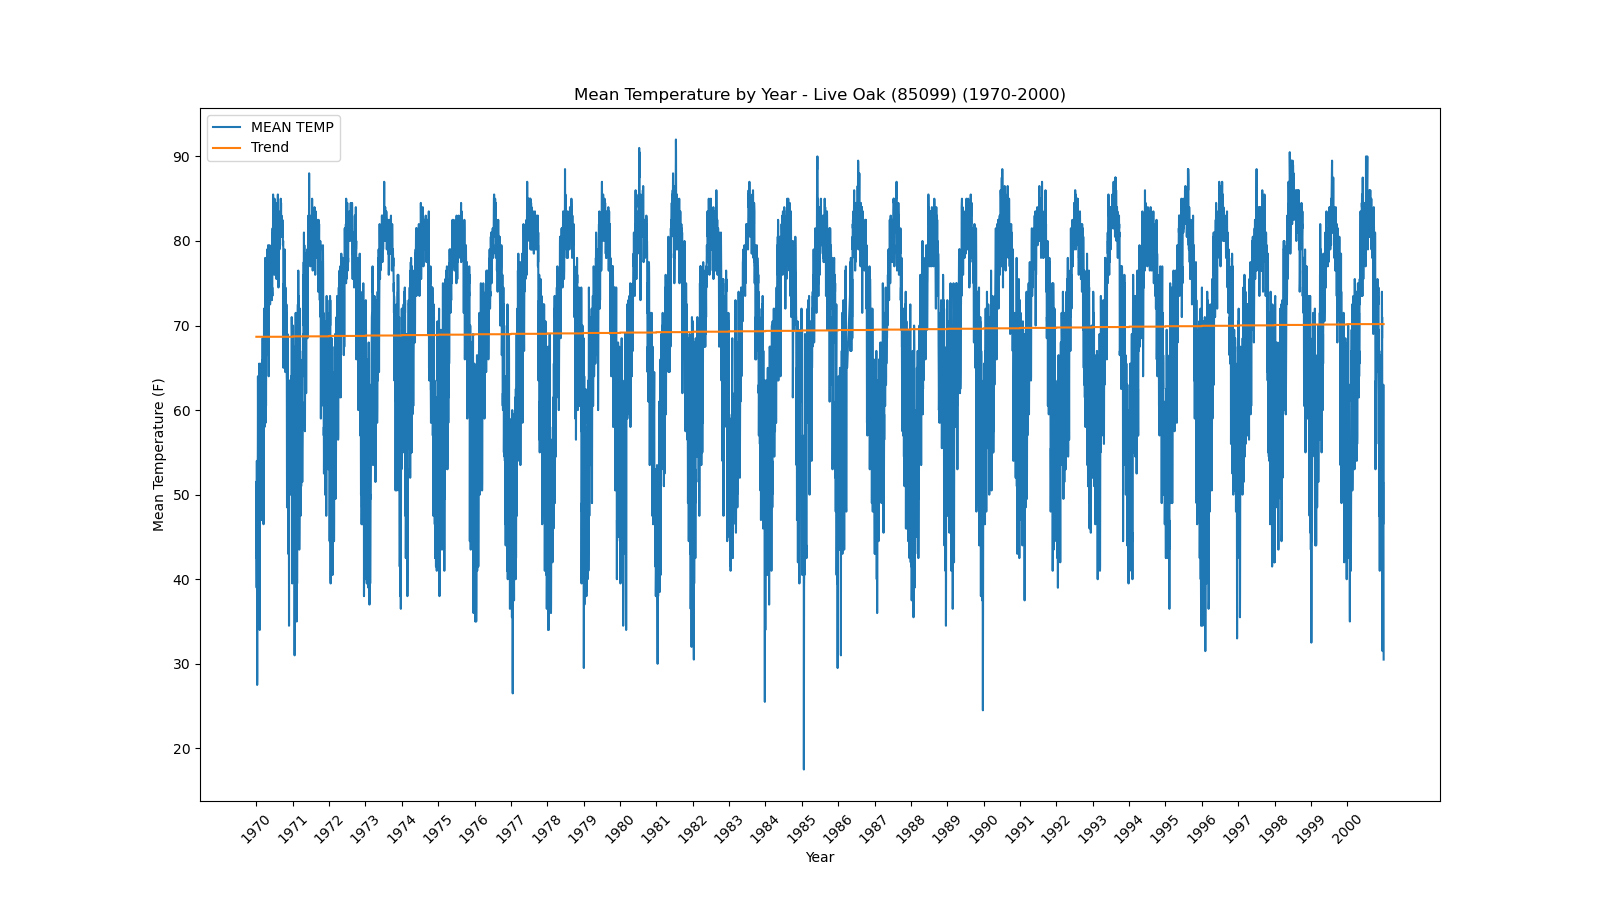 Mean Temperature by Year - Live Oak (85099) (1970-2000)
MEAN TEMP
Trend
90
80
70
60
50
40
30
20
Mean Temperature (F)
1970 1971 1972 1973 1974 1975 1976 1977 1978 1979 1980 1981 1982 1983 1984 1985 1986 1987 1988 1989 1990 1991 1992 1993 1994 1995 1996 1997 1998 1999 2000
Year